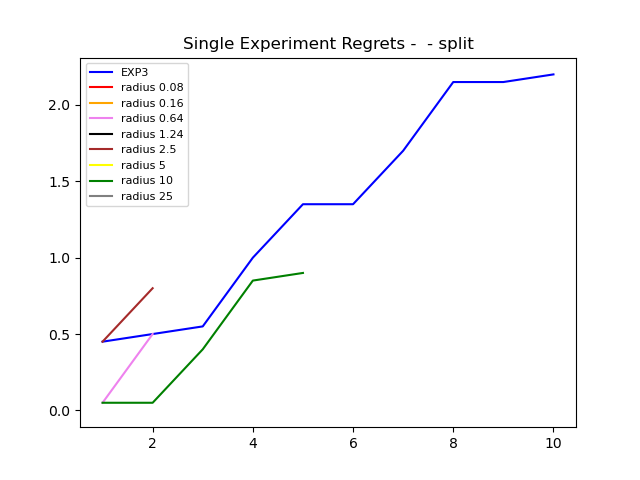 Single Experiment Regrets -  - split
EXP3
radius 0.08
radius 0.16
radius 0.64
radius 1.24
radius 2.5
radius 5
radius 10
radius 25
2.0
1.5
1.0
0.5
0.0
2 4 6 8 10